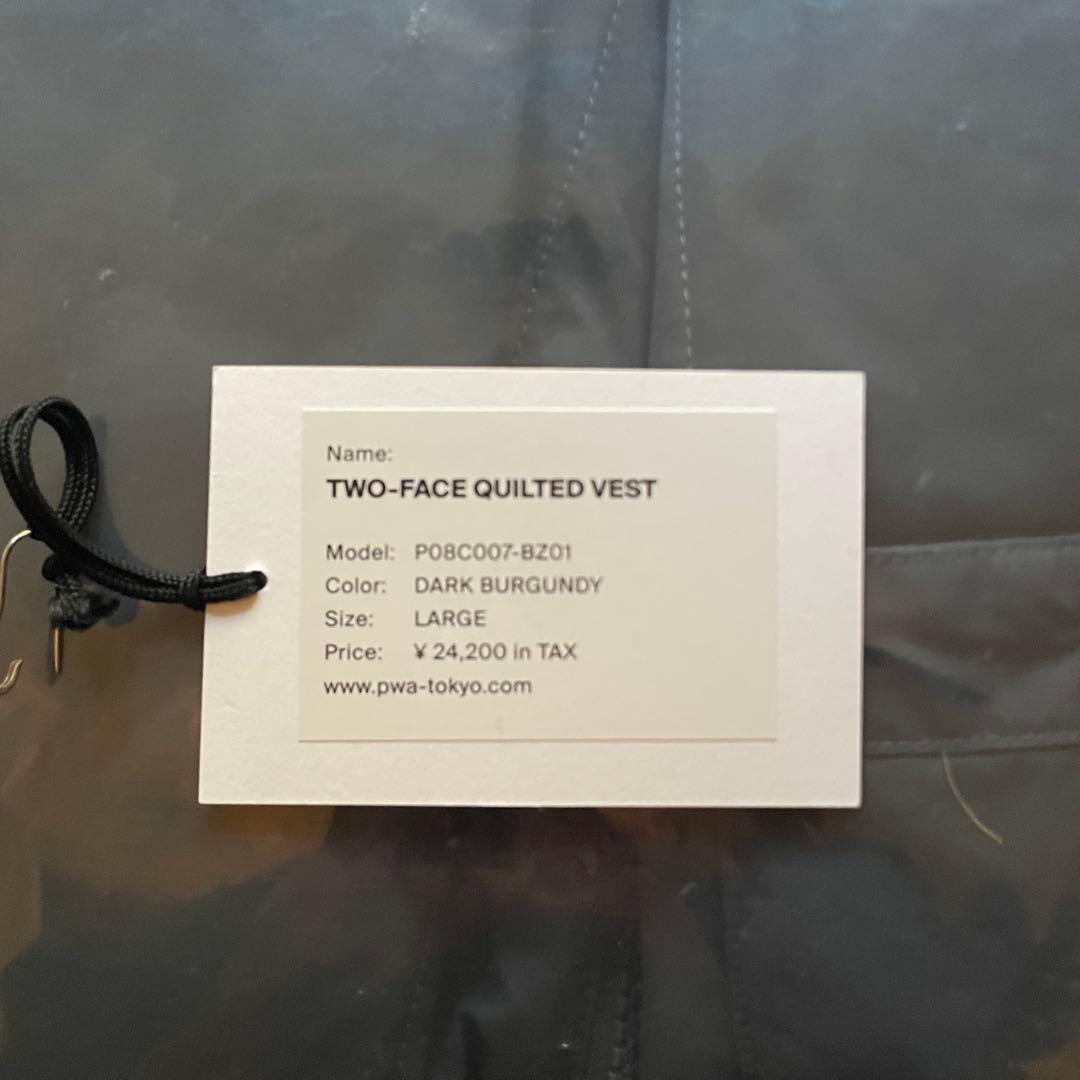 Name:
TWO-FACE QUILTED VEST
Model: P08C007-BZ01
Color: DARK BURGUNDY
Size: LARGE
Price: ¥ 24,200 in TAX
www.pwa-tokyo.com